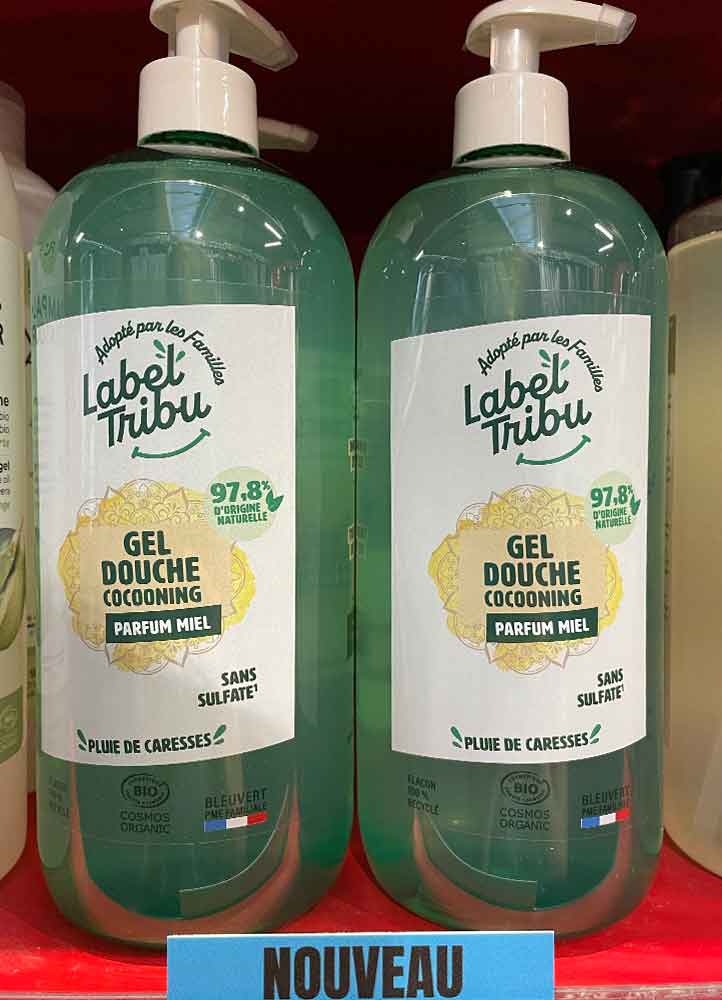 Adopté par les Familles
Label
Tribu
97,8%
D'ORIGINE
NATURELLE
GEL
DOUCHE
COCOONING
PARFUM MIEL
SANS
SULFATE¹
PLUIE DE CARESSES
BIO
COSMOS
ORGANIC
BLEUVERT
PME FAMILIALE
Adopté par les Familles
Label
Tribu
97,8%
D'ORIGINE
NATURELLE
GEL
DOUCHE
COCOONING
PARFUM MIEL
SANS
SULFATE¹
PLUIE DE CARESSES
FLACON
100 %
RECYCLÉ
BIO
COSMOS
ORGANIC
BLEUVERT
PME FAMILIALE
NOUVEAU